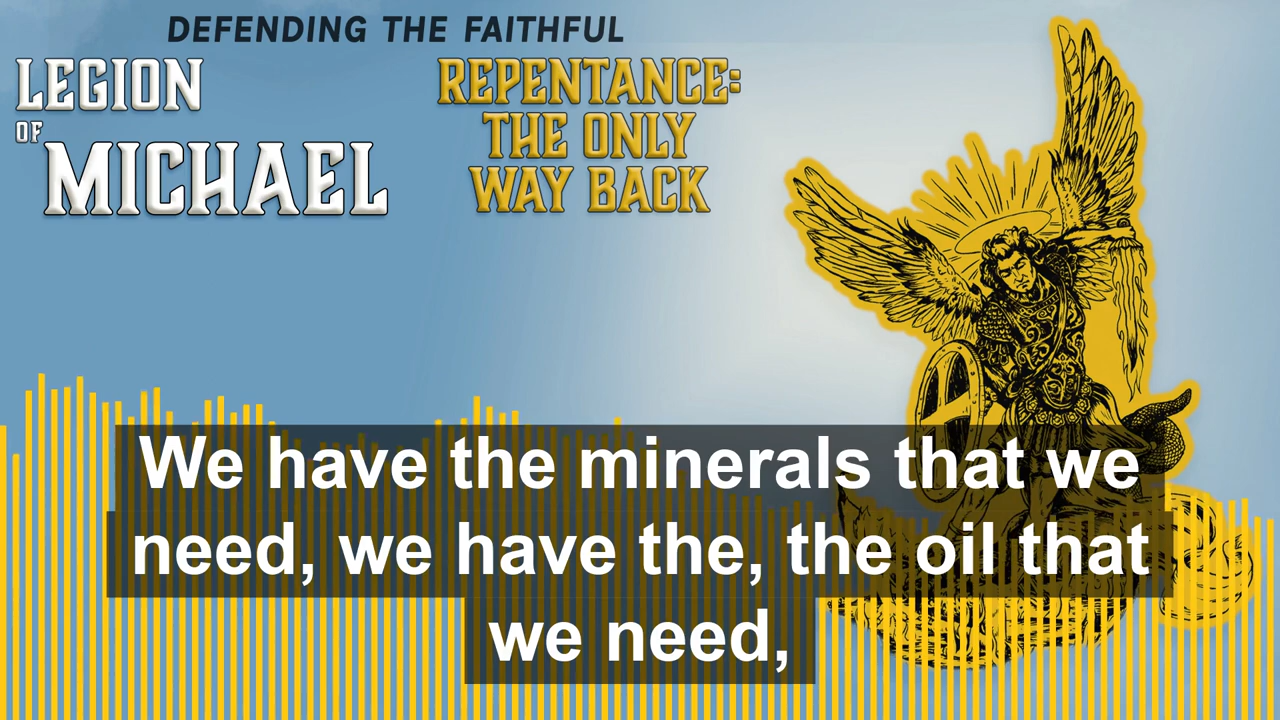 DEFENDING THE FAITHFUL
LEGION
OF
MICHAEL
REPENTANCE:
THE ONLY
WAY BACK
We have the minerals that we
need, we have the, the oil that
we need,